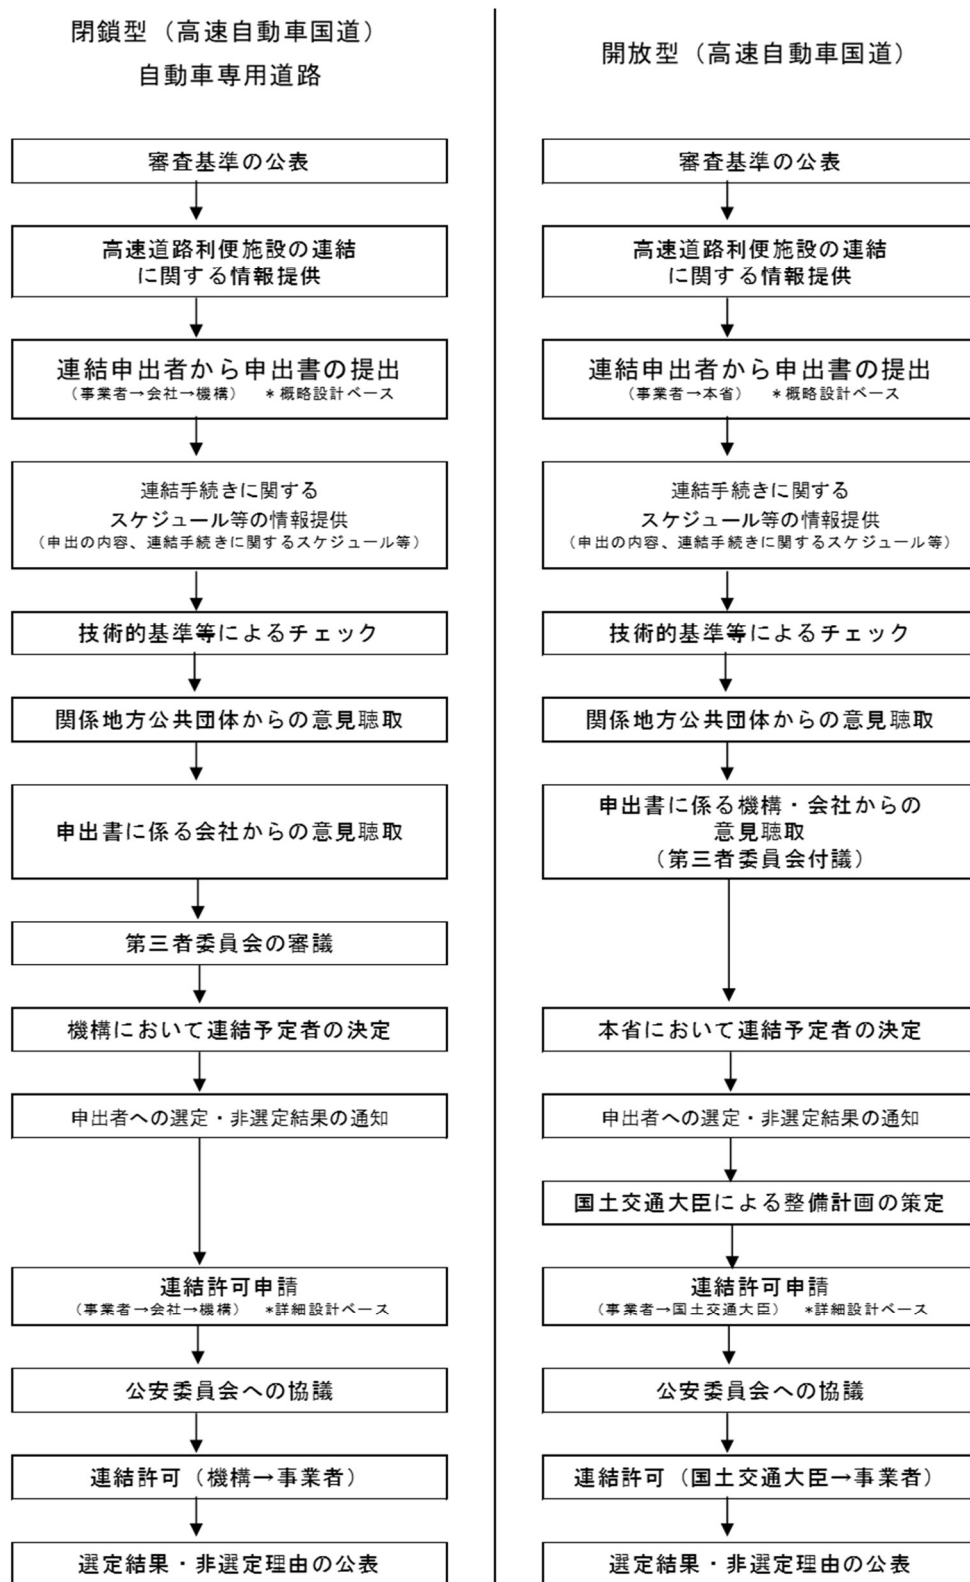 閉鎖型（高速自動車国道）
自動車専用道路
審査基準の公表
高速道路利便施設の連結
に関する情報提供
連結申出者から申出書の提出
（事業者→会社→機構）　＊概略設計ベース
連結手続きに関する
スケジュール等の情報提供
（申出の内容、連結手続きに関するスケジュール等）
技術的基準等によるチェック
関係地方公共団体からの意見聴取
申出書に係る会社からの意見聴取
第三者委員会の審議
機構において連結予定者の決定
申出者への選定・非選定結果の通知
連結許可申請
（事業者→会社→機構）　*詳細設計ベース
公安委員会への協議
連結許可（機構→事業者）
選定結果・非選定理由の公表
開放型（高速自動車国道）
審査基準の公表
高速道路利便施設の連結
に関する情報提供
連結申出者から申出書の提出
（事業者→本省）　＊概略設計ベース
連結手続きに関する
スケジュール等の情報提供
（申出の内容、連結手続きに関するスケジュール等）
技術的基準等によるチェック
関係地方公共団体からの意見聴取
申出書に係る機構・会社からの
意見聴取
（第三者委員会付議）
本省において連結予定者の決定
申出者への選定・非選定結果の通知
国土交通大臣による整備計画の策定
連結許可申請
（事業者→国土交通大臣）　*詳細設計ベース
公安委員会への協議
連結許可（国土交通大臣→事業者）
選定結果・非選定理由の公表